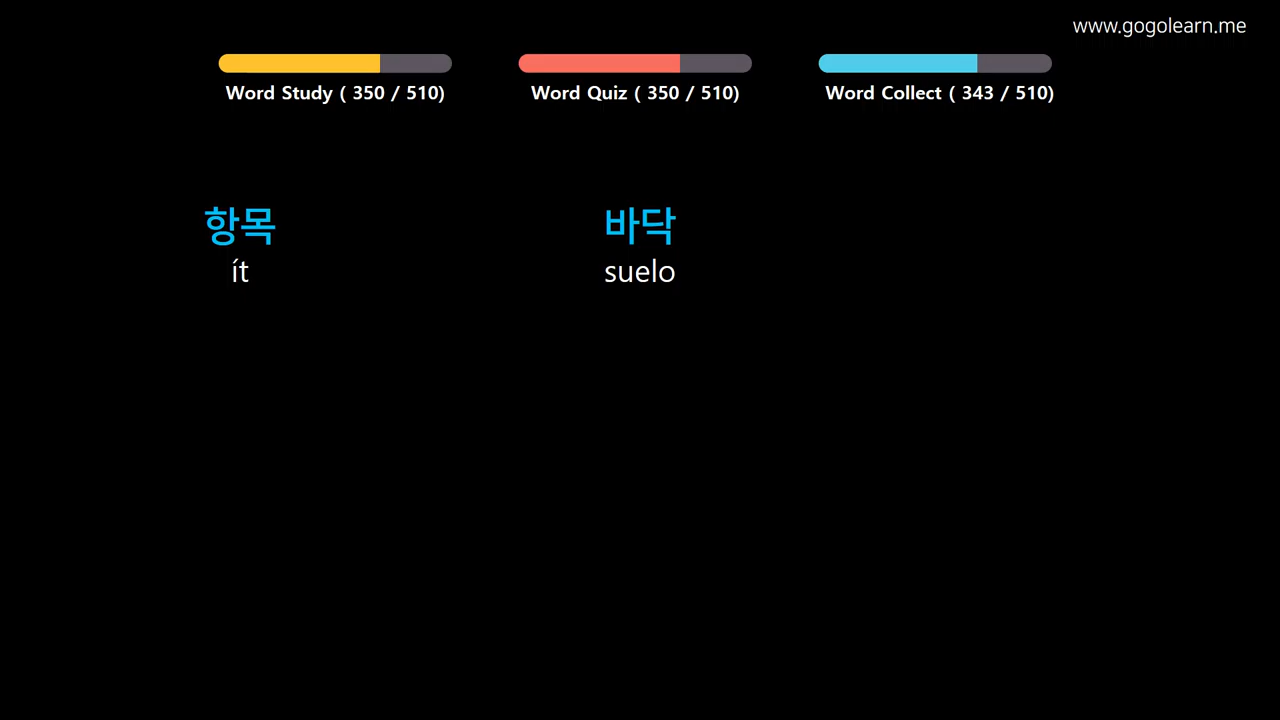 www.gogolearn.me
Word Study ( 350 / 510)
Word Quiz ( 350 / 510)
Word Collect ( 343 / 510)
항목
ít
바닥
suelo